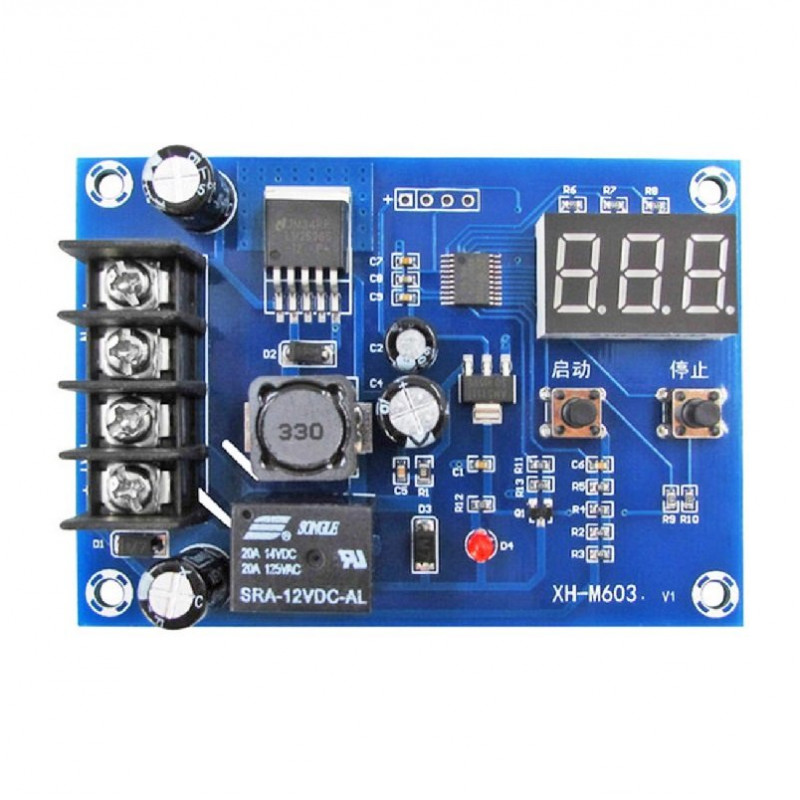 +
R6 R7 R8
888
C7
C8
C9
D2
C2
C4
启动
停止
330
C5
R1
C1
R12
D3
D4
R11
R13
Q1
C6
R5
R4
R2
R3
R9 R10
D1
SONGLE
20A 14VDC
20A 125VAC
SRA-12VDC-AL
XH-M603. V1